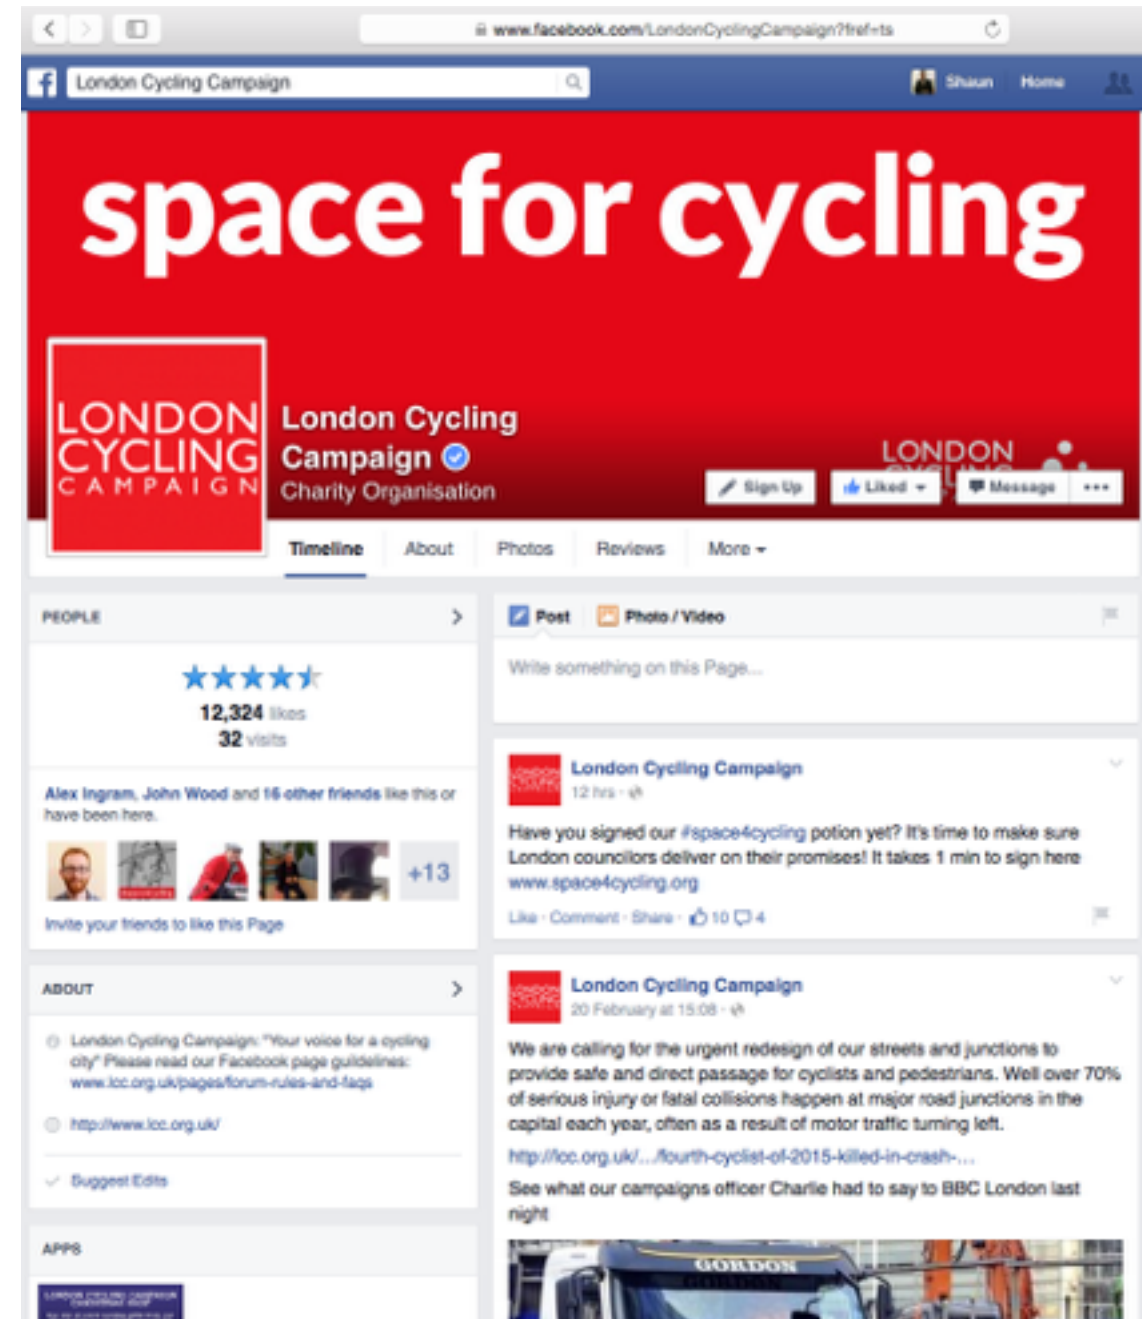 www.facebook.com/LondonCyclingCampaign?fref=ts
London Cycling Campaign
Shaun
Home
space for cycling
LONDON
CYCLING
CAMPAIGN
London Cycling
Campaign
Charity Organisation
LONDON
Sign Up
Liked
Message
Timeline
About
Photos
Reviews
More
PEOPLE
12,324 likes
32 visits
Alex Ingram, John Wood and 16 other friends like this or
have been here.
+13
Invite your friends to like this Page
ABOUT
London Cycling Campaign: "Your voice for a cycling
city" Please read our Facebook page guildelines:
www.lcc.org.uk/pages/forum-rules-and-faqs
http://www.lcc.org.uk/
Suggest Edits
APPS
LONDON CYCLING CAMPAIGN
Post
Photo / Video
Write something on this Page...
LONDON
CYCLING
CAMPAIGN
London Cycling Campaign
12 hrs ·
Have you signed our #space4cycling potion yet? It's time to make sure
London councilors deliver on their promises! It takes 1 min to sign here
www.space4cycling.org
Like · Comment · Share · 10 4
LONDON
CYCLING
CAMPAIGN
London Cycling Campaign
20 February at 15:08 ·
We are calling for the urgent redesign of our streets and junctions to
provide safe and direct passage for cyclists and pedestrians. Well over 70%
of serious injury or fatal collisions happen at major road junctions in the
capital each year, often as a result of motor traffic turning left.
http://lcc.org.uk/.../fourth-cyclist-of-2015-killed-in-crash-...
See what our campaigns officer Charlie had to say to BBC London last
night
GORDON